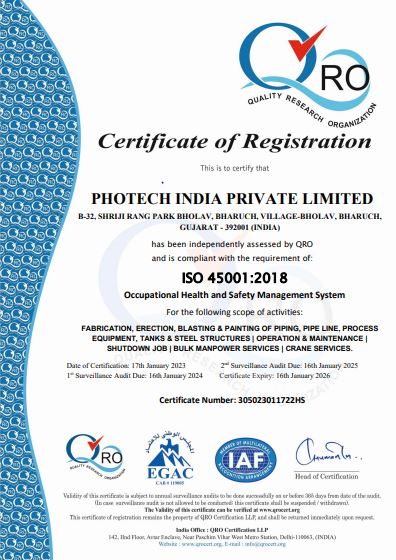 QRO
QUALITY RESEARCH ORGANIZATION
Certificate of Registration
This is to certify that
PHOTECH INDIA PRIVATE LIMITED
B-32, SHRIJI RANG PARK BHOLAV, BHARUCH, VILLAGE-BHOLAV, BHARUCH,
GUJARAT - 392001 (INDIA)
has been independently assessed by QRO
and is compliant with the requirement of:
ISO 45001:2018
Occupational Health and Safety Management System
For the following scope of activities:
FABRICATION, ERECTION, BLASTING & PAINTING OF PIPING, PIPE LINE, PROCESS
EQUIPMENT, TANKS & STEEL STRUCTURES | OPERATION & MAINTENANCE |
SHUTDOWN JOB | BULK MANPOWER SERVICES | CRANE SERVICES.
Date of Certification: 17th January 2023 2nd Surveillance Audit Due: 16th January 2025
1st Surveillance Audit Due: 16th January 2024 Certificate Expiry: 16th January 2026
Certificate Number: 305023011722HS
QRO
QUALITY RESEARCH ORGANIZATION
المجلس الوطني للاعتماد
EGAC
CAB # 119005
MEMBER OF MULTILATERAL
IAF
RECOGNITION ARRANGEMENT
Head of Certification
Validity of this certificate is subject to annual surveillance audits to be done successfully on or before 365 days from date of the audit.
(In case surveillance audit is not allowed to be conducted: this certificate shall be suspended / withdrawn).
The Validity of this certificate can be verified at www.qrocert.org
This certificate of registration remains the property of QRO Certification LLP, and shall be returned immediately upon request.
India Office : QRO Certification LLP
142, IInd Floor, Avtar Enclave, Near Paschim Vihar West Metro Station, Delhi-110063, (INDIA)
Website : www.qrocert.org, E-mail : info@qrocert.org